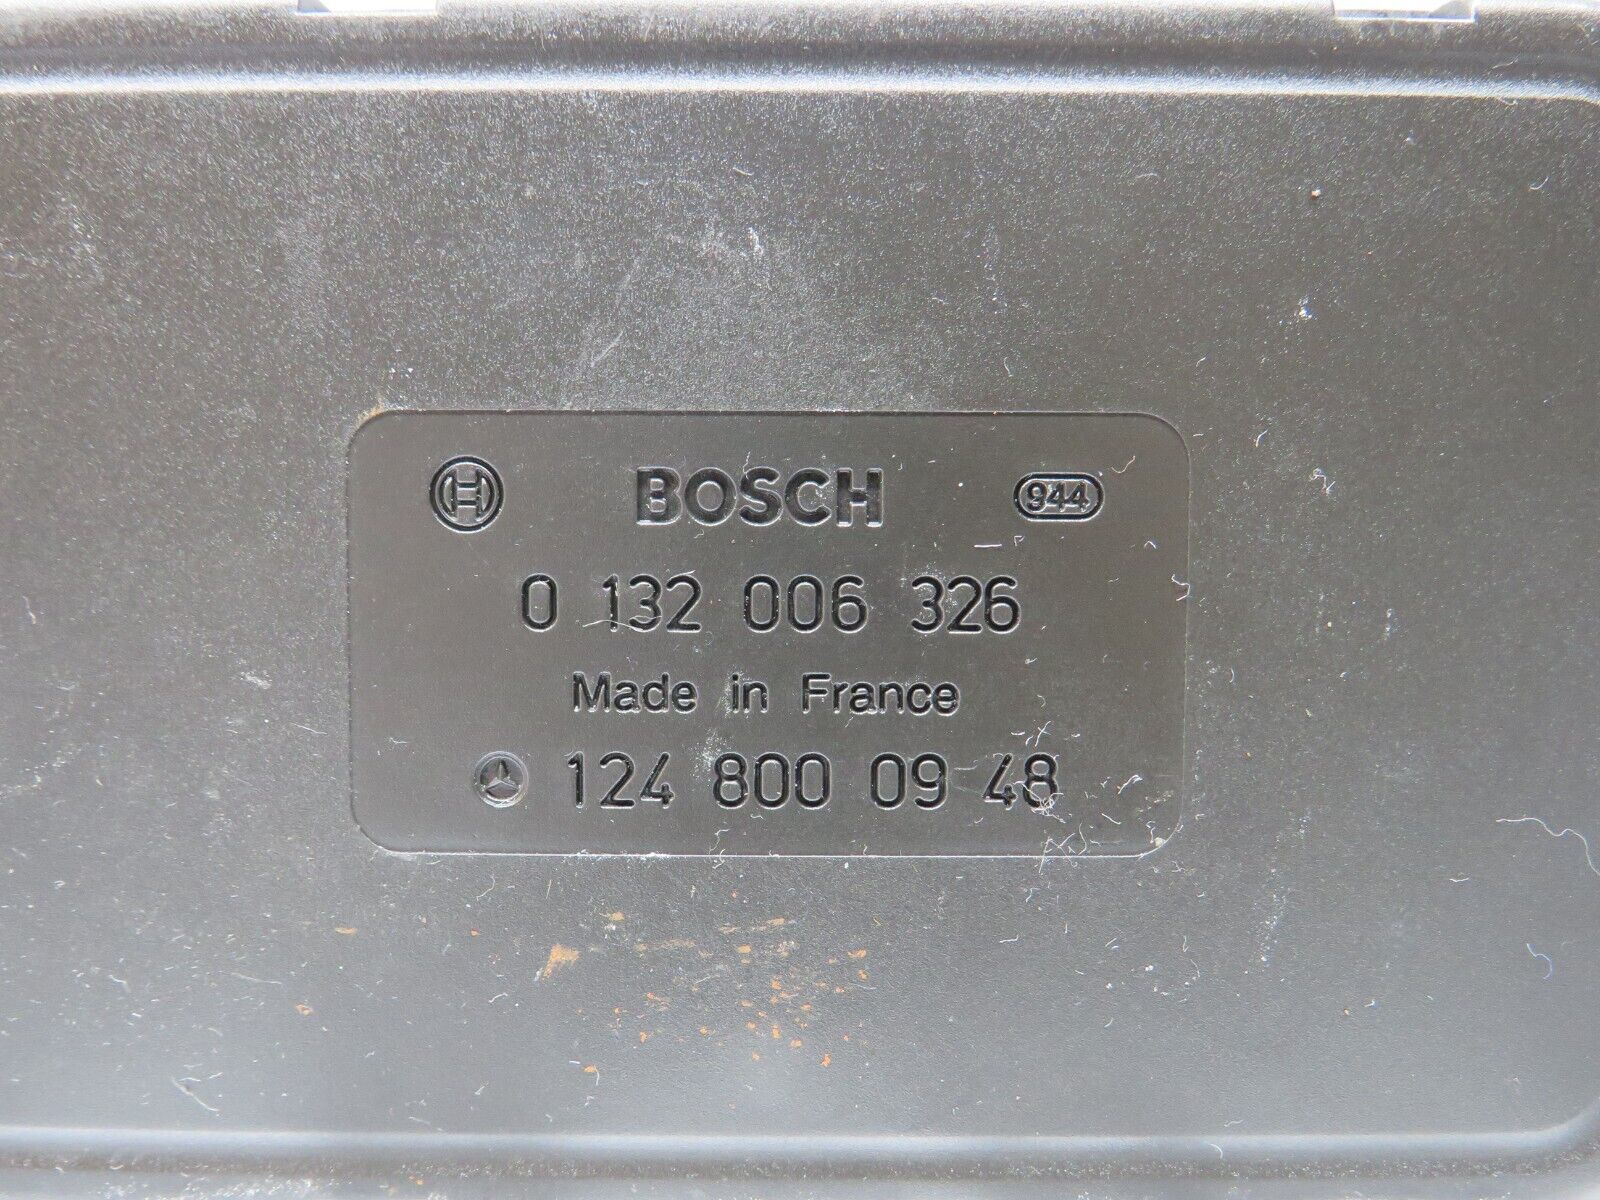 BOSCH 944
0 132 006 326
Made in France
124 800 09 48